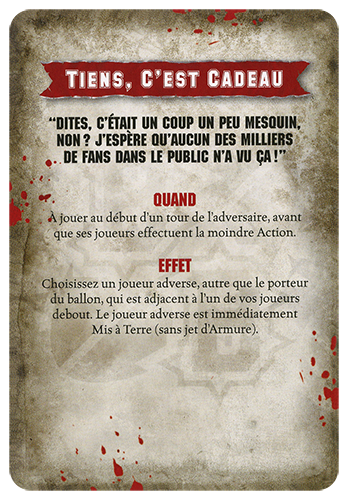 TIENS, C'EST CADEAU
"DITES, C'ÉTAIT UN COUP UN PEU MESQUIN,
NON ? J'ESPÈRE QU'AUCUN DES MILLIERS
DE FANS DANS LE PUBLIC N'A VU ÇA !"
QUAND
À jouer au début d'un tour de l'adversaire, avant
que ses joueurs effectuent la moindre Action.
EFFET
Choisissez un joueur adverse, autre que le porteur
du ballon, qui est adjacent à l'un de vos joueurs
debout. Le joueur adverse est immédiatement
Mis à Terre (sans jet d'Armure).